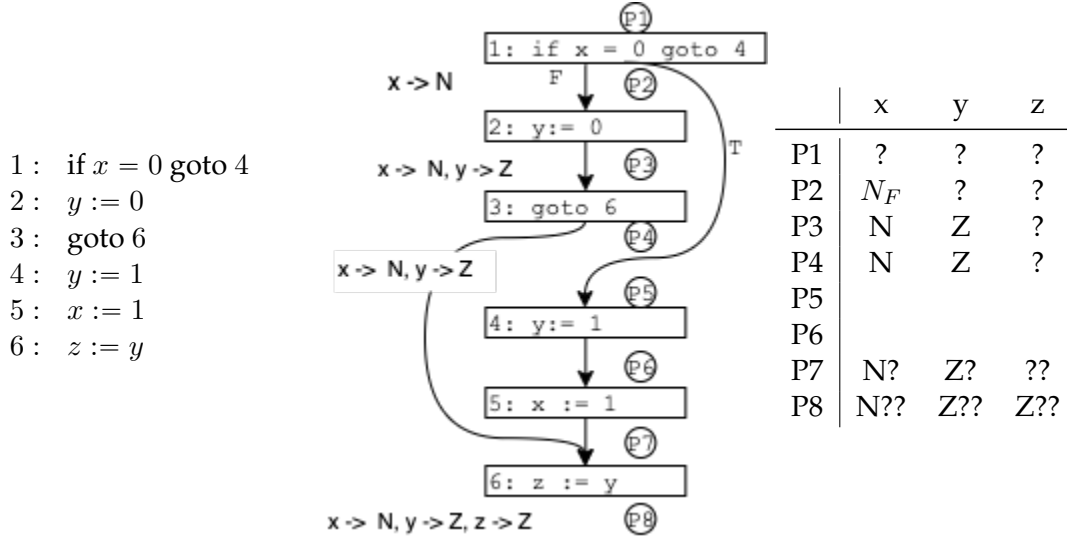 1 : if x = 0 goto 4
2 : y := 0
3 : goto 6
4 : y := 1
5 : x := 1
6 : z := y
P1
1: if x = 0 goto 4
x -> N
F
P2
2: y:= 0
T
x -> N, y -> Z
P3
3: goto 6
P4
x -> N, y -> Z
P5
4: y:= 1
P6
5: x := 1
P7
6: z := y
x -> N, y -> Z, z -> Z
P8
x y z
P1 ? ? ?
P2 N_F ? ?
P3 N Z ?
P4 N Z ?
P5
P6
P7 N? Z? ??
P8 N?? Z?? Z??